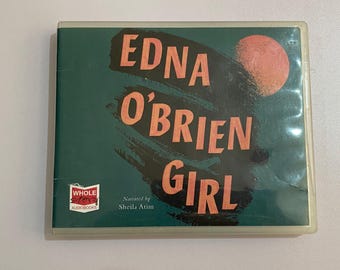 EDNA
O'BRIEN
GIRL
Narrated by
Sheila Atim
WHOLE
Story
AUDIOBOOKS